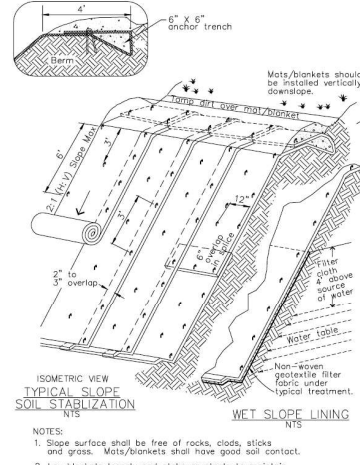 4'
6" X 6"
anchor trench
Berm
Mats/blankets should
be installed vertically
downslope.
Tamp dirt over mat/blanket
6'
2:1 (H:V) Slope Max
3'
3'
12"
6"
overlap
on splice
2" to
3"
overlap
Filter
cloth
4' above
source
of water
Water table
Non-woven
geotextile filter
fabric under
typical treatment.
ISOMETRIC VIEW
TYPICAL SLOPE
SOIL STABLIZATION
NTS
WET SLOPE LINING
NTS
NOTES:
1. Slope surface shall be free of rocks, clods, sticks
and grass. Mats/blankets shall have good soil contact.